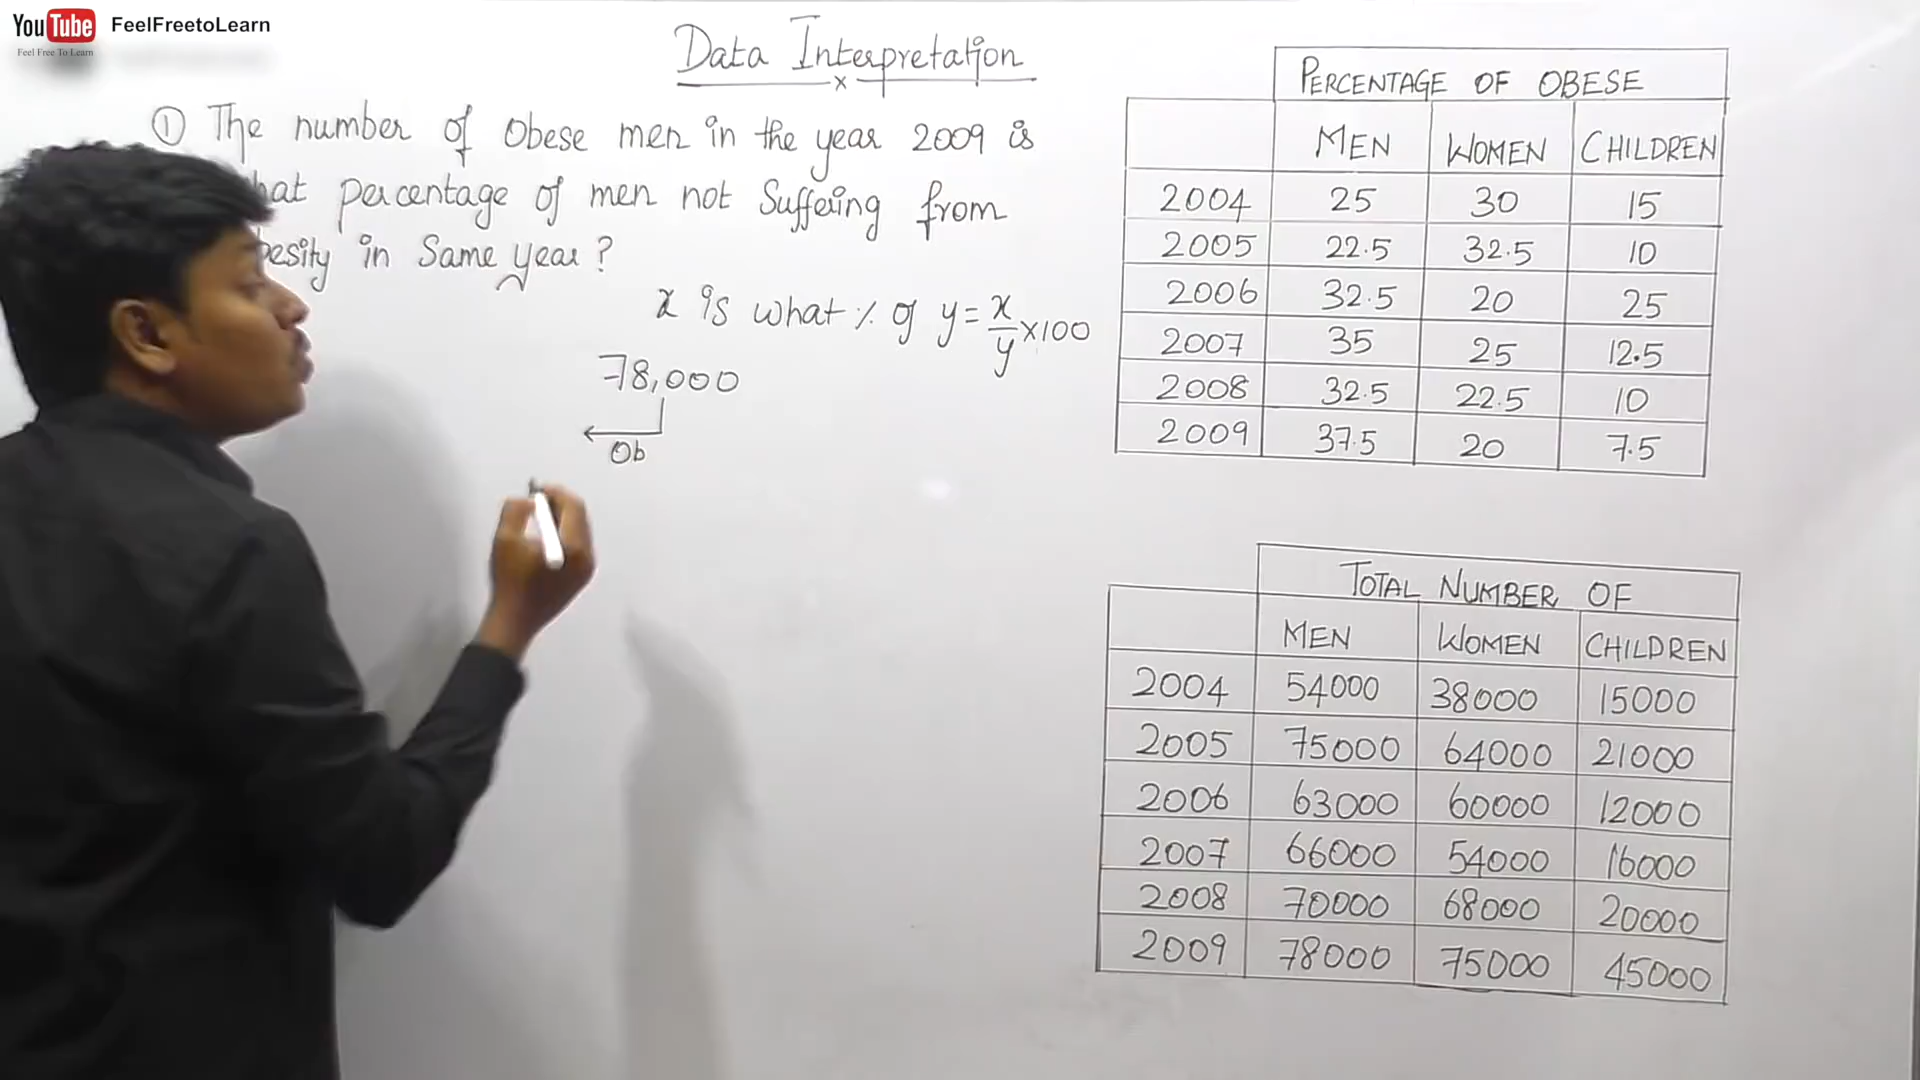 YouTube
FeelFreetoLearn
Feel Free To Learn
Data Interpretation
① The number of Obese men in the year 2009 is
percentage of men not Suffering from
in Same year ?
x is what % of y = x/y × 100
78,000
Ob
PERCENTAGE OF OBESE
MEN WOMEN CHILDREN
2004 25 30 15
2005 22.5 32.5 10
2006 32.5 20 25
2007 35 25 12.5
2008 32.5 22.5 10
2009 37.5 20 7.5
TOTAL NUMBER OF
MEN WOMEN CHILDREN
2004 54000 38000 15000
2005 75000 64000 21000
2006 63000 60000 12000
2007 66000 54000 16000
2008 70000 68000 20000
2009 78000 75000 45000